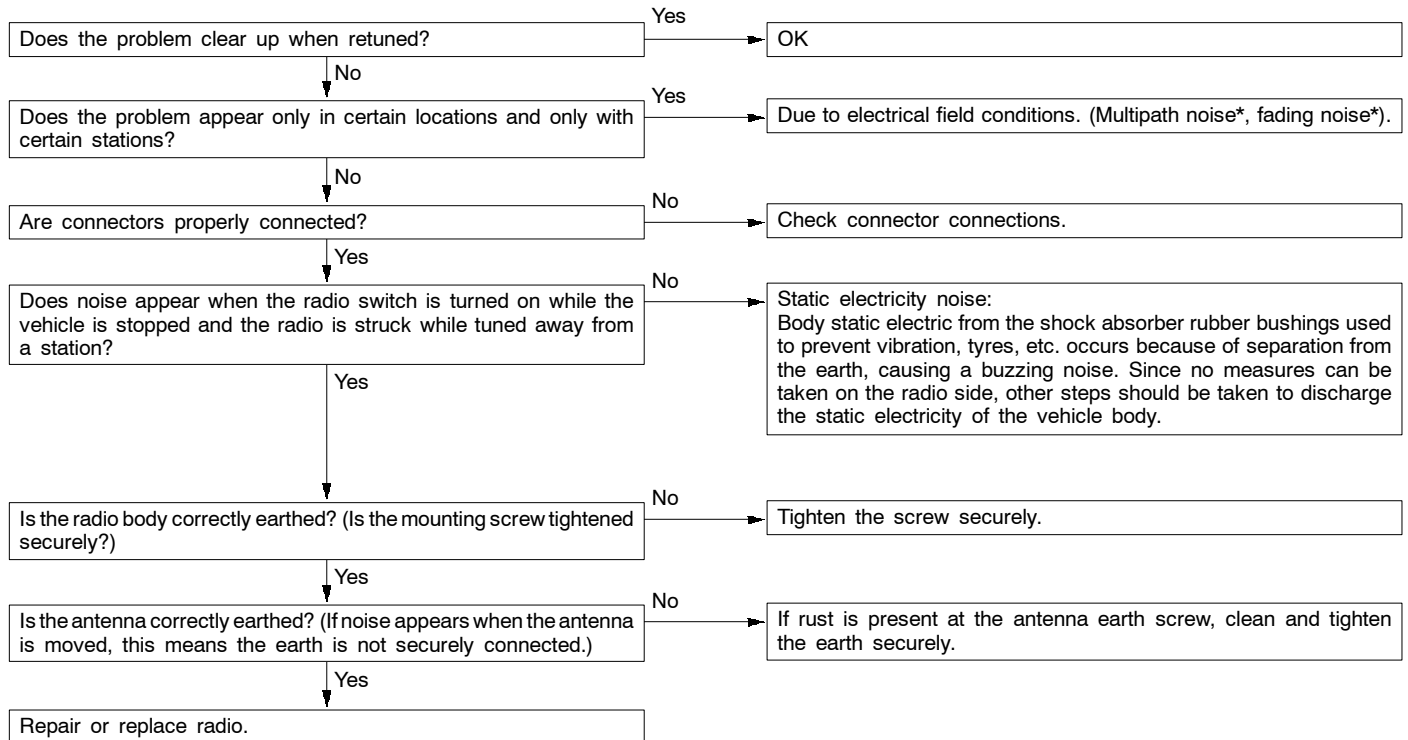 Yes
Does the problem clear up when retuned?
OK
No
Yes
Does the problem appear only in certain locations and only with
certain stations?
Due to electrical field conditions. (Multipath noise*, fading noise*).
No
No
Are connectors properly connected?
Check connector connections.
Yes
No
Does noise appear when the radio switch is turned on while the
vehicle is stopped and the radio is struck while tuned away from
a station?
Static electricity noise:
Body static electric from the shock absorber rubber bushings used
to prevent vibration, tyres, etc. occurs because of separation from
the earth, causing a buzzing noise. Since no measures can be
taken on the radio side, other steps should be taken to discharge
the static electricity of the vehicle body.
Yes
No
Is the radio body correctly earthed? (Is the mounting screw tightened
securely?)
Tighten the screw securely.
Yes
No
Is the antenna correctly earthed? (If noise appears when the antenna
is moved, this means the earth is not securely connected.)
If rust is present at the antenna earth screw, clean and tighten
the earth securely.
Yes
Repair or replace radio.